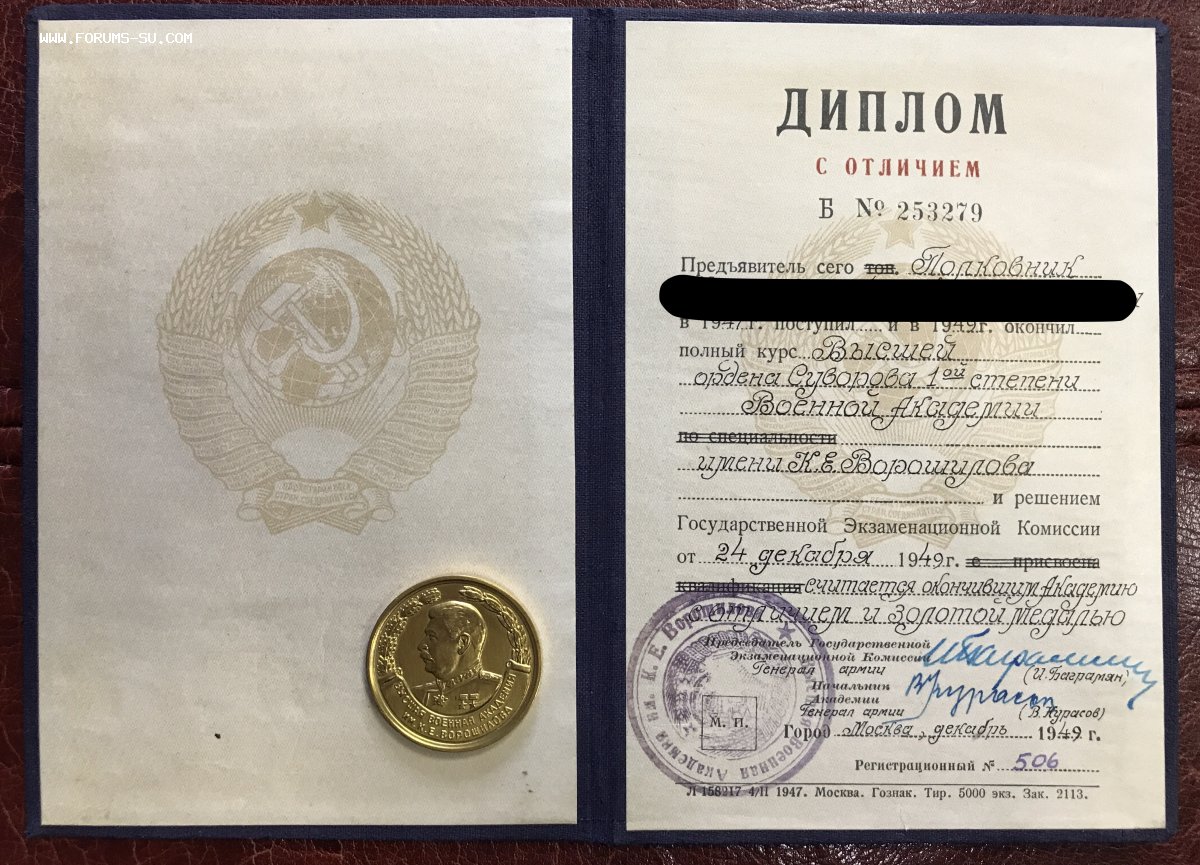 WWW.FORUMS-SU.COM
ВЫСШАЯ ВОЕННАЯ АКАДЕМИЯ
ИМ. К. Е. ВОРОШИЛОВА
ДИПЛОМ
С ОТЛИЧИЕМ
Б № 253279
Предъявитель сего тов. Полковник
в 1947 г. поступил и в 1949 г. окончил
полный курс Высшей
ордена Суворова 1ой степени
Военной Академии
по специальности
имени К. Е. Ворошилова
и решением
Государственной Экзаменационной Комиссии
от 24 декабря 1949 г. е присвоена
квалификация считается окончившим Академию
с отличием и золотой медалью
Председатель Государственной
Экзаменационной Комиссии
Генерал армии
(И. Баграмян)
Начальник
Академии
Генерал армии
(В. Курасов)
М. П.
Город Москва, декабрь 1949 г.
Регистрационный № 506
им. К. Е. Ворошилова
Военная Академия
Л 158217 4/II 1947. Москва. Гознак. Тир. 5000 экз. Зак. 2113.